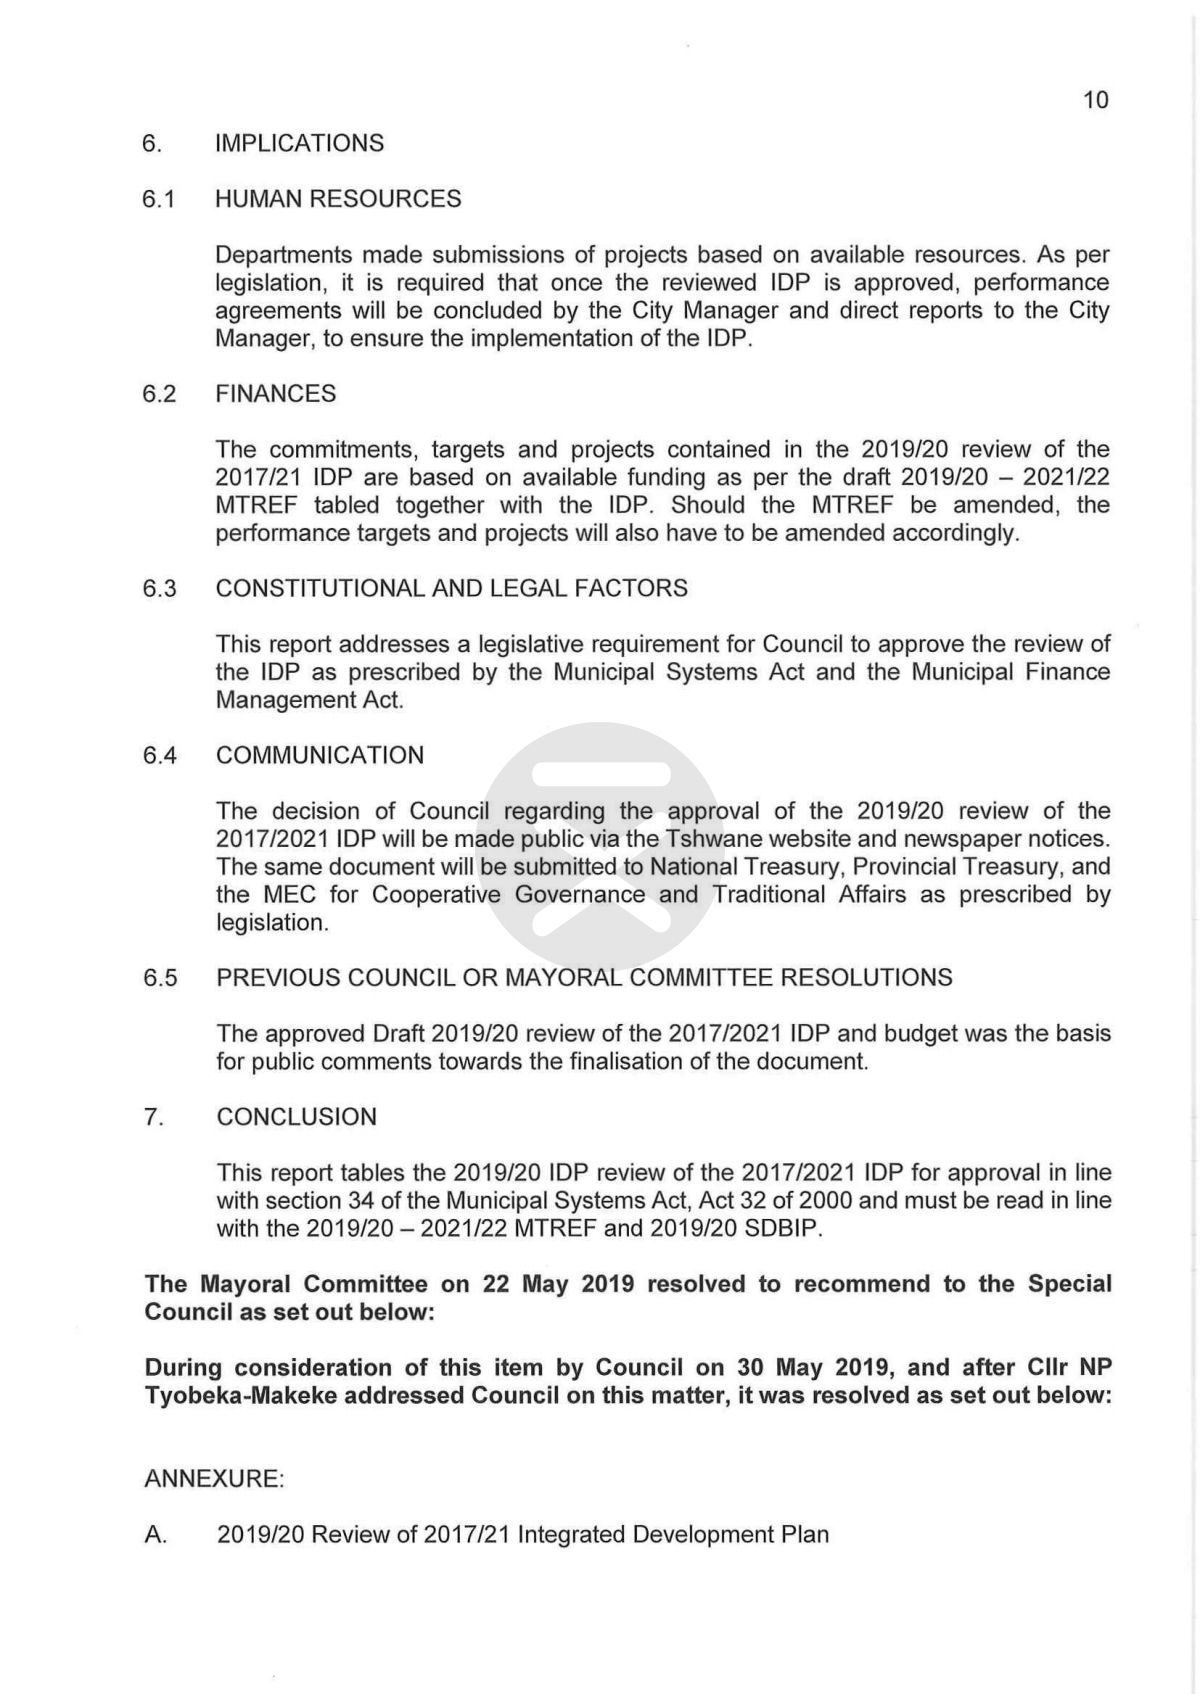 10
6. IMPLICATIONS
6.1 HUMAN RESOURCES
Departments made submissions of projects based on available resources. As per
legislation, it is required that once the reviewed IDP is approved, performance
agreements will be concluded by the City Manager and direct reports to the City
Manager, to ensure the implementation of the IDP.
6.2 FINANCES
The commitments, targets and projects contained in the 2019/20 review of the
2017/21 IDP are based on available funding as per the draft 2019/20 – 2021/22
MTREF tabled together with the IDP. Should the MTREF be amended, the
performance targets and projects will also have to be amended accordingly.
6.3 CONSTITUTIONAL AND LEGAL FACTORS
This report addresses a legislative requirement for Council to approve the review of
the IDP as prescribed by the Municipal Systems Act and the Municipal Finance
Management Act.
6.4 COMMUNICATION
The decision of Council regarding the approval of the 2019/20 review of the
2017/2021 IDP will be made public via the Tshwane website and newspaper notices.
The same document will be submitted to National Treasury, Provincial Treasury, and
the MEC for Cooperative Governance and Traditional Affairs as prescribed by
legislation.
6.5 PREVIOUS COUNCIL OR MAYORAL COMMITTEE RESOLUTIONS
The approved Draft 2019/20 review of the 2017/2021 IDP and budget was the basis
for public comments towards the finalisation of the document.
7. CONCLUSION
This report tables the 2019/20 IDP review of the 2017/2021 IDP for approval in line
with section 34 of the Municipal Systems Act, Act 32 of 2000 and must be read in line
with the 2019/20 – 2021/22 MTREF and 2019/20 SDBIP.
The Mayoral Committee on 22 May 2019 resolved to recommend to the Special
Council as set out below:
During consideration of this item by Council on 30 May 2019, and after Cllr NP
Tyobeka-Makeke addressed Council on this matter, it was resolved as set out below:
ANNEXURE:
A. 2019/20 Review of 2017/21 Integrated Development Plan